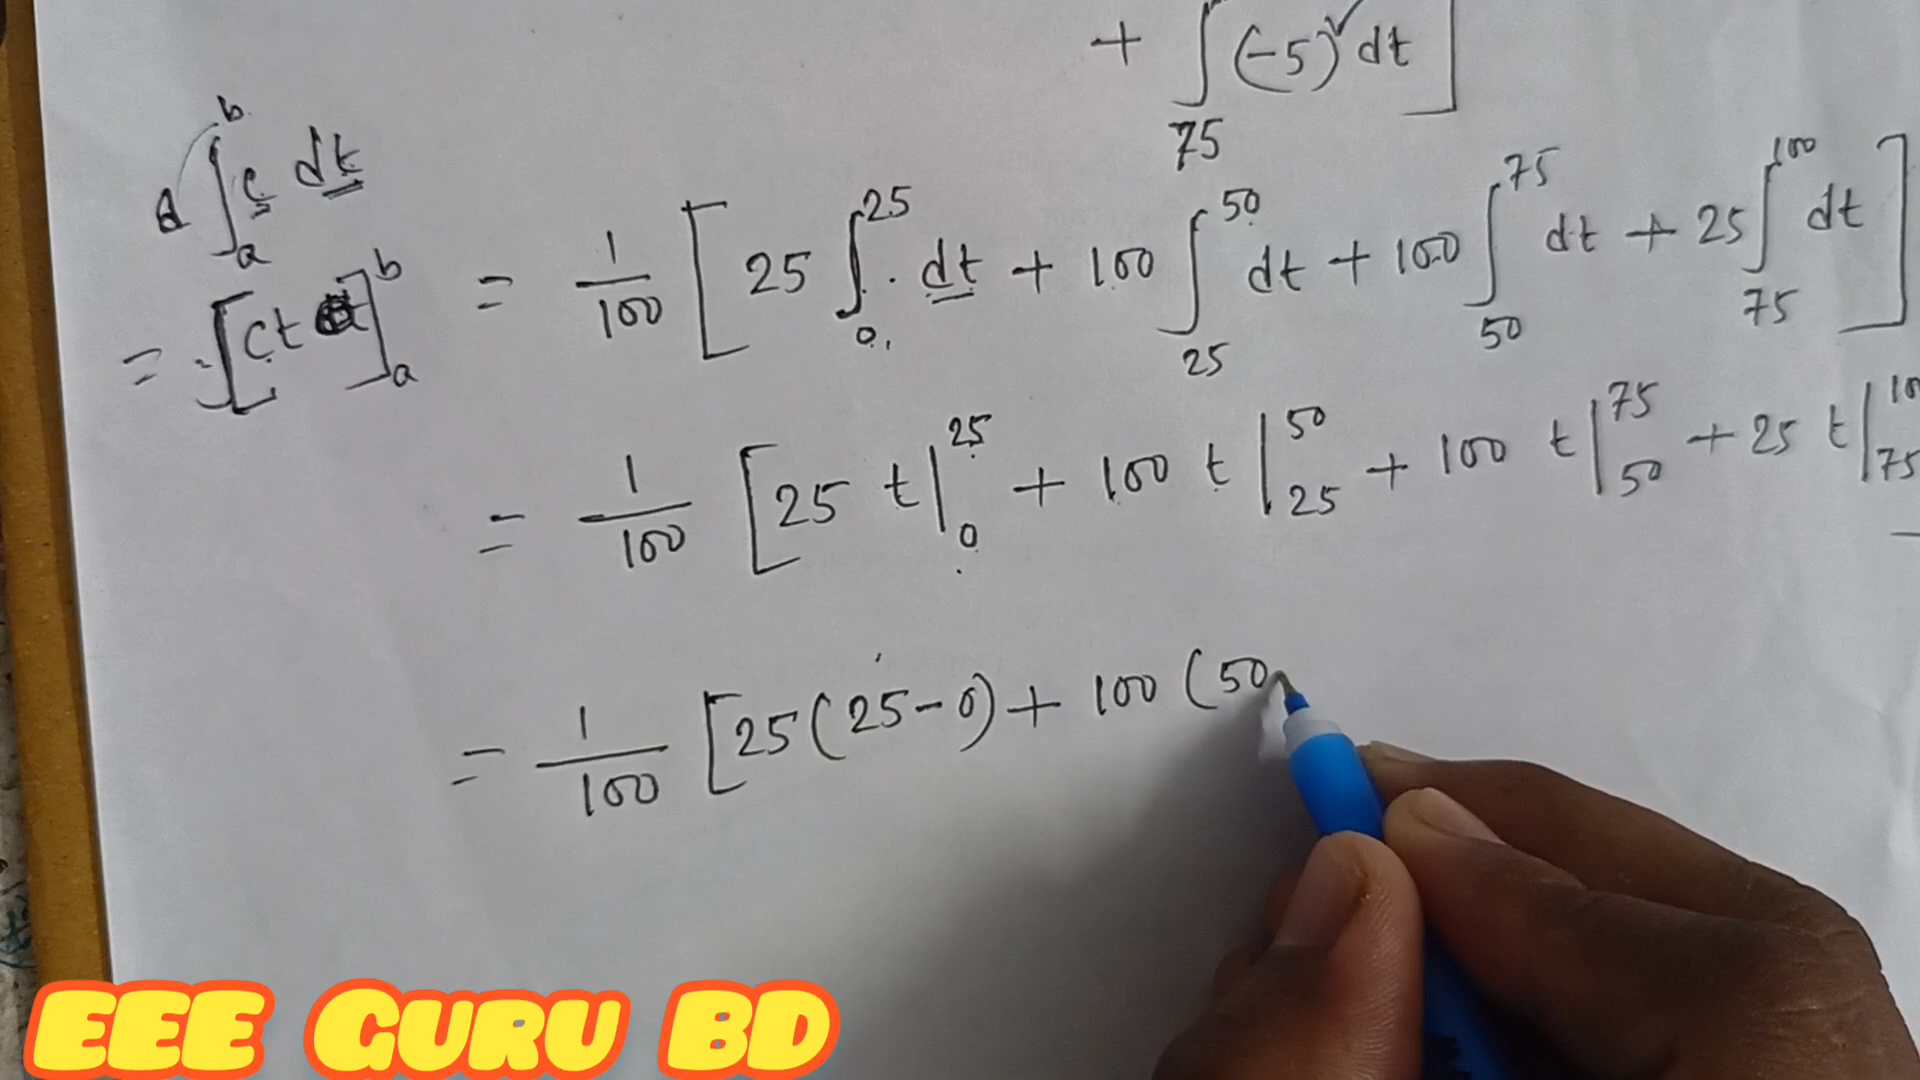 + ∫₇₅ (-5)² dt ]
∫ₐᵇ c dt
= [ct]ₐᵇ
= 1/100 [ 25 ∫₀²⁵ dt + 100 ∫₂₅⁵⁰ dt + 100 ∫₅₀⁷⁵ dt + 25 ∫₇₅¹⁰⁰ dt ]
= 1/100 [ 25 t|₀²⁵ + 100 t|₂₅⁵⁰ + 100 t|₅₀⁷⁵ + 25 t|₇₅¹⁰
= 1/100 [ 25 (25-0) + 100 (50
EEE GURU BD